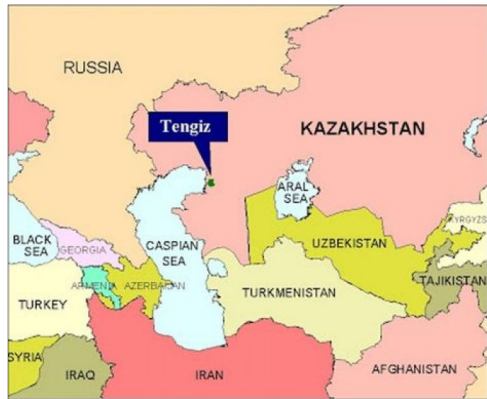 RUSSIA
Tengiz
KAZAKHSTAN
ARAL
SEA
BLACK
SEA
GEORGIA
CASPIAN
SEA
UZBEKISTAN
KYRGYZS
ARMENIA
AZERBAIJAN
TURKMENISTAN
TAJIKISTAN
TURKEY
SYRIA
IRAQ
IRAN
AFGHANISTAN